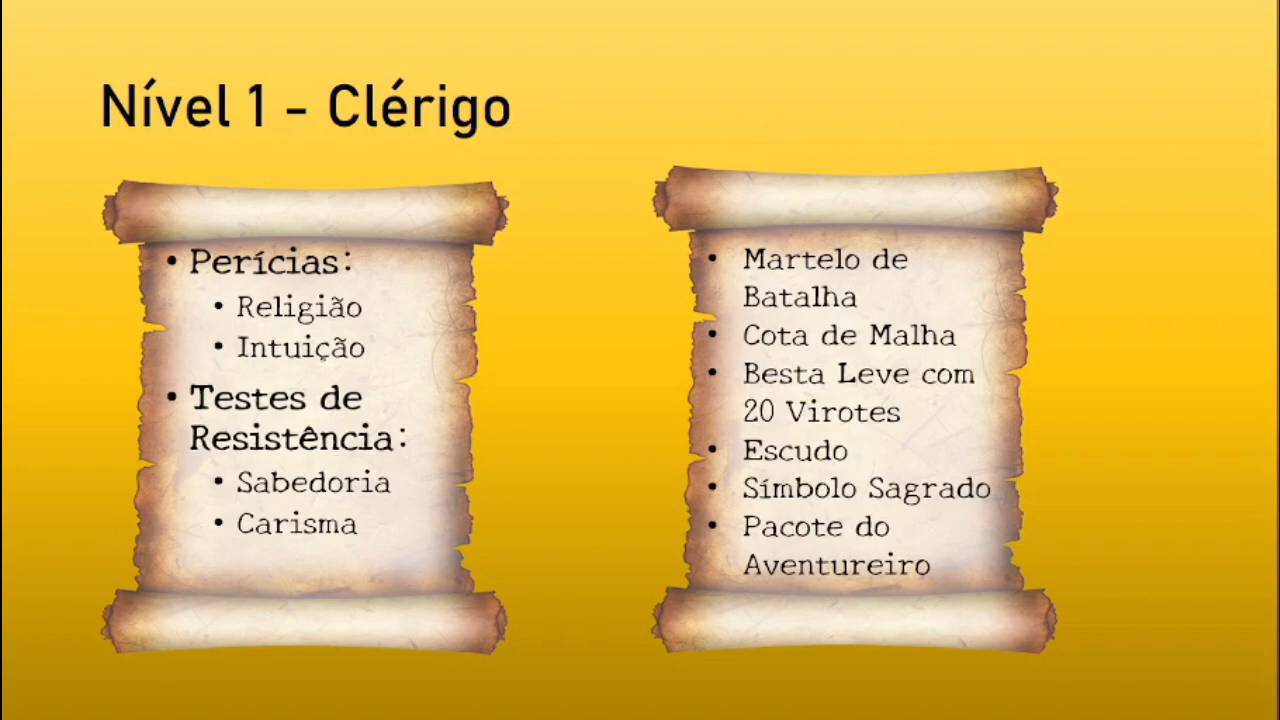 Nível 1 - Clérigo
• Perícias:
• Religião
• Intuição
• Testes de
Resistência:
• Sabedoria
• Carisma
• Martelo de
Batalha
• Cota de Malha
• Besta Leve com
20 Virotes
• Escudo
• Símbolo Sagrado
• Pacote do
Aventureiro